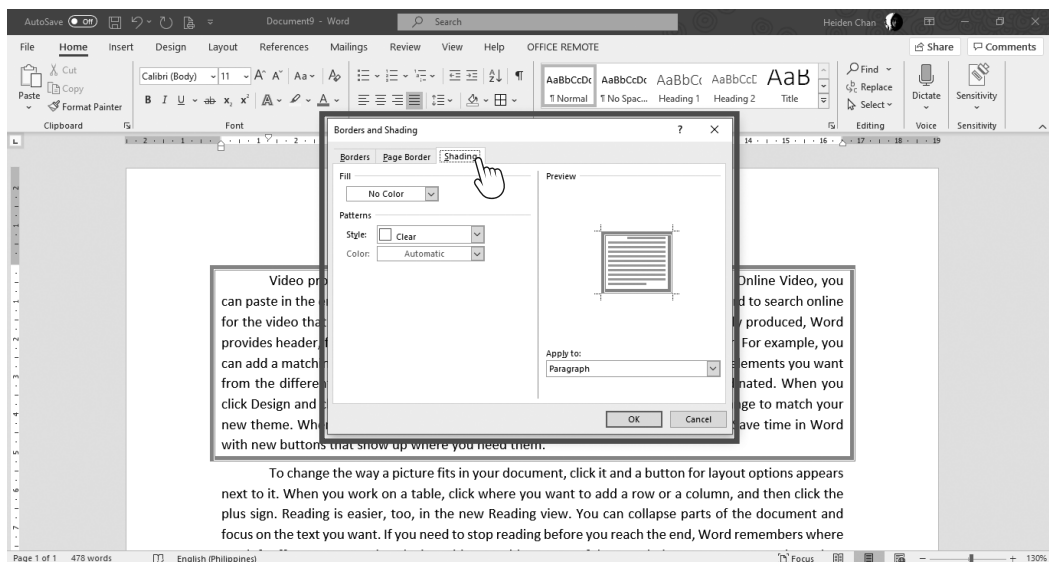 AutoSave Off Document9 - Word Search Heiden Chan
File Home Insert Design Layout References Mailings Review View Help OFFICE REMOTE Share Comments
Cut
Copy
Paste
Format Painter
Calibri (Body) 11 A^ A˅ Aa
B I U ab x₂ x² A A
AaBbCcDc AaBbCcDc AaBbCc AaBbCcE AaB
¶ Normal ¶ No Spac... Heading 1 Heading 2 Title
Find
Replace
Select
Dictate
Sensitivity
Clipboard Font Editing Voice Sensitivity
Borders and Shading ? X
Borders Page Border Shading
Fill
No Color
Patterns
Style: Clear
Color: Automatic
Preview
Apply to:
Paragraph
OK Cancel
Video pro Online Video, you
can paste in the e d to search online
for the video that y produced, Word
provides header, f For example, you
can add a match elements you want
from the differen nated. When you
click Design and c ge to match your
new theme. Whe Save time in Word
with new buttons that show up where you need them.
To change the way a picture fits in your document, click it and a button for layout options appears
next to it. When you work on a table, click where you want to add a row or a column, and then click the
plus sign. Reading is easier, too, in the new Reading view. You can collapse parts of the document and
focus on the text you want. If you need to stop reading before you reach the end, Word remembers where
Page 1 of 1 478 words English (Philippines) Focus 130%